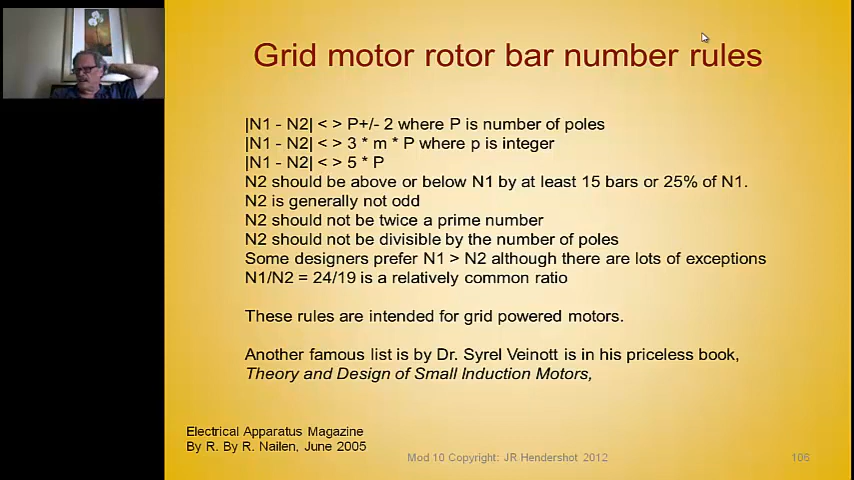 Grid motor rotor bar number rules
|N1 - N2| < > P+/- 2 where P is number of poles
|N1 - N2| < > 3 * m * P where p is integer
|N1 - N2| < > 5 * P
N2 should be above or below N1 by at least 15 bars or 25% of N1.
N2 is generally not odd
N2 should not be twice a prime number
N2 should not be divisible by the number of poles
Some designers prefer N1 > N2 although there are lots of exceptions
N1/N2 = 24/19 is a relatively common ratio
These rules are intended for grid powered motors.
Another famous list is by Dr. Syrel Veinott is in his priceless book,
Theory and Design of Small Induction Motors,
Electrical Apparatus Magazine
By R. By R. Nailen, June 2005
Mod 10 Copyright: JR Hendershot 2012
106